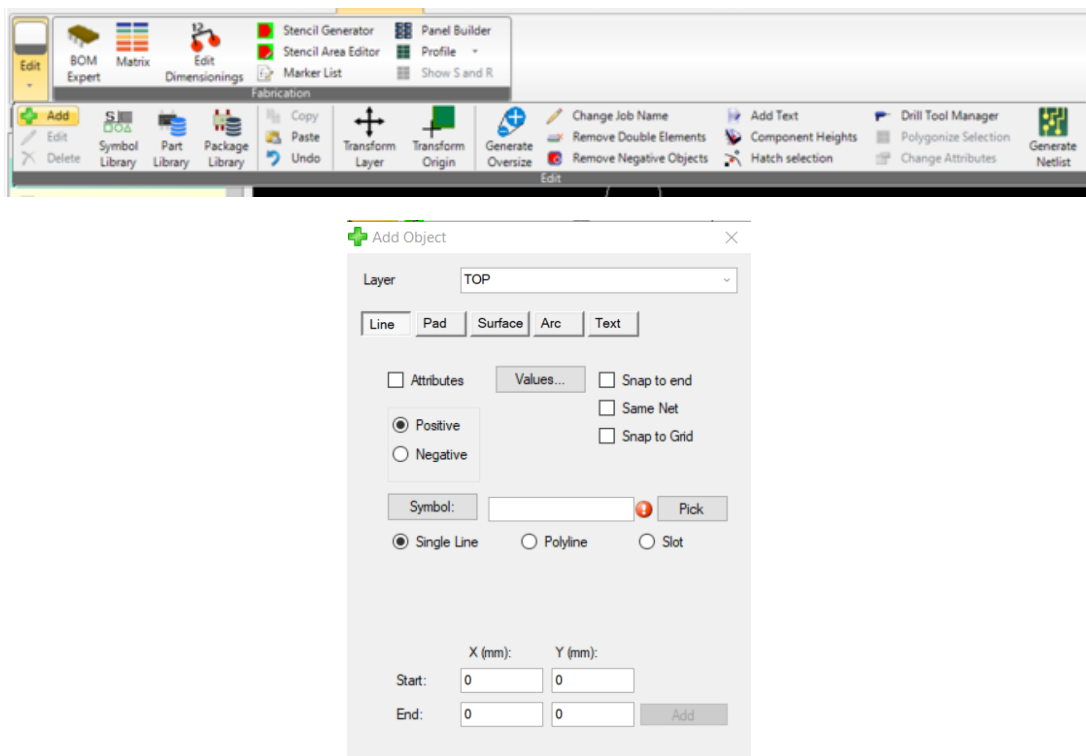 Edit
BOM Expert
Matrix
12
Edit Dimensionings
Stencil Generator
Stencil Area Editor
Marker List
Panel Builder
Profile
Show S and R
Fabrication
Add
Edit
Delete
Symbol Library
Part Library
Package Library
Copy
Paste
Undo
Transform Layer
Transform Origin
Generate Oversize
Change Job Name
Remove Double Elements
Remove Negative Objects
Add Text
Component Heights
Hatch selection
Drill Tool Manager
Polygonize Selection
Change Attributes
Generate Netlist
Edit
Add Object
Layer TOP
Line Pad Surface Arc Text
Attributes Values... Snap to end
Same Net
Positive
Snap to Grid
Negative
Symbol: Pick
Single Line Polyline Slot
X (mm): Y (mm):
Start: 0 0
End: 0 0 Add